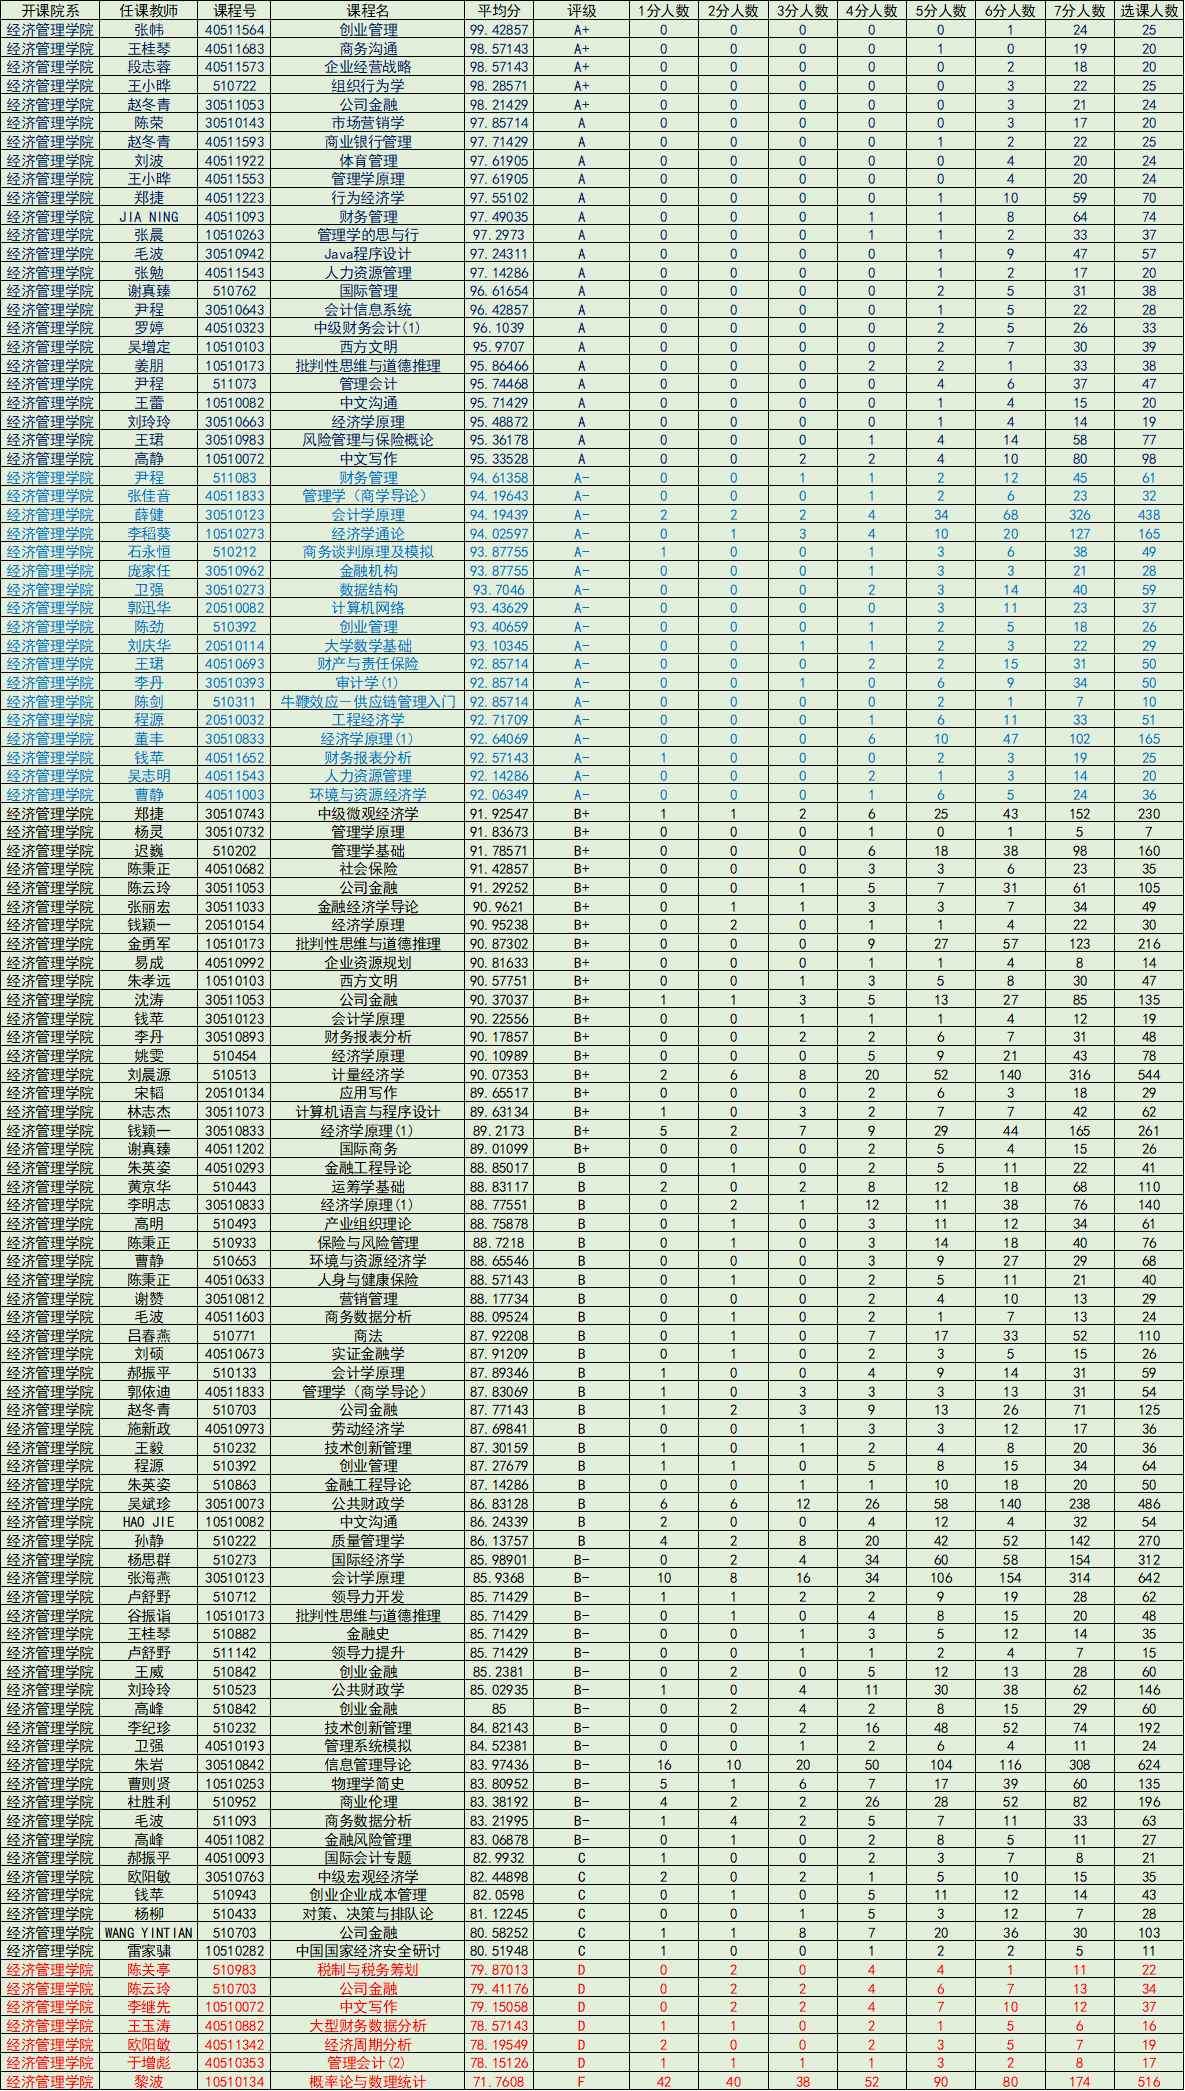 开课院系 任课教师 课程号 课程名 平均分 评级 1分人数 2分人数 3分人数 4分人数 5分人数 6分人数 7分人数 选课人数
经济管理学院 张帏 40511564 创业管理 99.42857 A+ 0 0 0 0 0 1 24 25
经济管理学院 王桂琴 40511683 商务沟通 98.57143 A+ 0 0 0 0 1 0 19 20
经济管理学院 段志蓉 40511573 企业经营战略 98.57143 A+ 0 0 0 0 0 2 18 20
经济管理学院 王小晔 510722 组织行为学 98.28571 A+ 0 0 0 0 0 3 22 25
经济管理学院 赵冬青 30511053 公司金融 98.21429 A+ 0 0 0 0 0 3 21 24
经济管理学院 陈荣 30510143 市场营销学 97.85714 A 0 0 0 0 0 3 17 20
经济管理学院 赵冬青 40511593 商业银行管理 97.71429 A 0 0 0 0 1 2 22 25
经济管理学院 刘波 40511922 体育管理 97.61905 A 0 0 0 0 0 4 20 24
经济管理学院 王小晔 40511553 管理学原理 97.61905 A 0 0 0 0 0 4 20 24
经济管理学院 郑捷 40511223 行为经济学 97.55102 A 0 0 0 0 1 10 59 70
经济管理学院 JIA NING 40511093 财务管理 97.49035 A 0 0 0 1 1 8 64 74
经济管理学院 张晨 10510263 管理学的思与行 97.2973 A 0 0 0 1 1 2 33 37
经济管理学院 毛波 30510942 Java程序设计 97.24311 A 0 0 0 0 1 9 47 57
经济管理学院 张勉 40511543 人力资源管理 97.14286 A 0 0 0 0 1 2 17 20
经济管理学院 谢真臻 510762 国际管理 96.61654 A 0 0 0 0 2 5 31 38
经济管理学院 尹程 30510643 会计信息系统 96.42857 A 0 0 0 0 1 5 22 28
经济管理学院 罗婷 40510323 中级财务会计(1) 96.1039 A 0 0 0 0 2 5 26 33
经济管理学院 吴增定 10510103 西方文明 95.9707 A 0 0 0 0 2 7 30 39
经济管理学院 姜朋 10510173 批判性思维与道德推理 95.86466 A 0 0 0 2 2 1 33 38
经济管理学院 尹程 511073 管理会计 95.74468 A 0 0 0 0 4 6 37 47
经济管理学院 王蕾 10510082 中文沟通 95.71429 A 0 0 0 0 1 4 15 20
经济管理学院 刘玲玲 30510663 经济学原理 95.48872 A 0 0 0 0 1 4 14 19
经济管理学院 王珺 30510983 风险管理与保险概论 95.36178 A 0 0 0 1 4 14 58 77
经济管理学院 高静 10510072 中文写作 95.33528 A 0 0 2 2 4 10 80 98
经济管理学院 尹程 511083 财务管理 94.61358 A- 0 0 1 1 2 12 45 61
经济管理学院 张佳音 40511833 管理学（商学导论） 94.19643 A- 0 0 0 1 2 6 23 32
经济管理学院 薛健 30510123 会计学原理 94.19439 A- 2 2 2 4 34 68 326 438
经济管理学院 李稻葵 10510273 经济学通论 94.02597 A- 0 1 3 4 10 20 127 165
经济管理学院 石永恒 510212 商务谈判原理及模拟 93.87755 A- 1 0 0 1 3 6 38 49
经济管理学院 庞家任 30510962 金融机构 93.87755 A- 0 0 0 1 3 3 21 28
经济管理学院 卫强 30510273 数据结构 93.7046 A- 0 0 0 2 3 14 40 59
经济管理学院 郭迅华 20510082 计算机网络 93.43629 A- 0 0 0 0 3 11 23 37
经济管理学院 陈劲 510392 创业管理 93.40659 A- 0 0 0 1 2 5 18 26
经济管理学院 刘庆华 20510114 大学数学基础 93.10345 A- 0 0 1 1 2 3 22 29
经济管理学院 王珺 40510693 财产与责任保险 92.85714 A- 0 0 0 2 2 15 31 50
经济管理学院 李丹 30510393 审计学(1) 92.85714 A- 0 0 1 0 6 9 34 50
经济管理学院 陈剑 510311 牛鞭效应－供应链管理入门 92.85714 A- 0 0 0 0 2 1 7 10
经济管理学院 程源 20510032 工程经济学 92.71709 A- 0 0 0 1 6 11 33 51
经济管理学院 董丰 30510833 经济学原理(1) 92.64069 A- 0 0 0 6 10 47 102 165
经济管理学院 钱苹 40511652 财务报表分析 92.57143 A- 1 0 0 0 2 3 19 25
经济管理学院 吴志明 40511543 人力资源管理 92.14286 A- 0 0 0 2 1 3 14 20
经济管理学院 曹静 40511003 环境与资源经济学 92.06349 A- 0 0 0 1 6 5 24 36
经济管理学院 郑捷 30510743 中级微观经济学 91.92547 B+ 1 1 2 6 25 43 152 230
经济管理学院 杨灵 30510732 管理学原理 91.83673 B+ 0 0 0 1 0 1 5 7
经济管理学院 迟巍 510202 管理学基础 91.78571 B+ 0 0 0 6 18 38 98 160
经济管理学院 陈秉正 40510682 社会保险 91.42857 B+ 0 0 0 3 3 6 23 35
经济管理学院 陈云玲 30511053 公司金融 91.29252 B+ 0 0 1 5 7 31 61 105
经济管理学院 张丽宏 30511033 金融经济学导论 90.9621 B+ 0 1 1 3 3 7 34 49
经济管理学院 钱颖一 20510154 经济学原理 90.95238 B+ 0 2 0 1 1 4 22 30
经济管理学院 金勇军 10510173 批判性思维与道德推理 90.87302 B+ 0 0 0 9 27 57 123 216
经济管理学院 易成 40510992 企业资源规划 90.81633 B+ 0 0 0 1 1 4 8 14
经济管理学院 朱孝远 10510103 西方文明 90.57751 B+ 0 0 1 3 5 8 30 47
经济管理学院 沈涛 30511053 公司金融 90.37037 B+ 1 1 3 5 13 27 85 135
经济管理学院 钱苹 30510123 会计学原理 90.22556 B+ 0 0 1 1 1 4 12 19
经济管理学院 李丹 30510893 财务报表分析 90.17857 B+ 0 0 2 2 6 7 31 48
经济管理学院 姚雯 510454 经济学原理 90.10989 B+ 0 0 0 5 9 21 43 78
经济管理学院 刘晨源 510513 计量经济学 90.07353 B+ 2 6 8 20 52 140 316 544
经济管理学院 宋韬 20510134 应用写作 89.65517 B+ 0 0 0 2 6 3 18 29
经济管理学院 林志杰 30511073 计算机语言与程序设计 89.63134 B+ 1 0 3 2 7 7 42 62
经济管理学院 钱颖一 30510833 经济学原理(1) 89.2173 B+ 5 2 7 9 29 44 165 261
经济管理学院 谢真臻 40511202 国际商务 89.01099 B+ 0 0 0 2 5 4 15 26
经济管理学院 朱英姿 40510293 金融工程导论 88.85017 B 0 1 0 2 5 11 22 41
经济管理学院 黄京华 510443 运筹学基础 88.83117 B 2 0 2 8 12 18 68 110
经济管理学院 李明志 30510833 经济学原理(1) 88.77551 B 0 2 1 12 11 38 76 140
经济管理学院 高明 510493 产业组织理论 88.75878 B 0 1 0 3 11 12 34 61
经济管理学院 陈秉正 510933 保险与风险管理 88.7218 B 0 1 0 3 14 18 40 76
经济管理学院 曹静 510653 环境与资源经济学 88.65546 B 0 0 0 3 9 27 29 68
经济管理学院 陈秉正 40510633 人身与健康保险 88.57143 B 0 1 0 2 5 11 21 40
经济管理学院 谢赞 30510812 营销管理 88.17734 B 0 0 0 2 4 10 13 29
经济管理学院 毛波 40511603 商务数据分析 88.09524 B 0 1 0 2 1 7 13 24
经济管理学院 吕春燕 510771 商法 87.92208 B 0 1 0 7 17 33 52 110
经济管理学院 刘硕 40510673 实证金融学 87.91209 B 0 1 0 2 3 5 15 26
经济管理学院 郝振平 510133 会计学原理 87.89346 B 1 0 0 4 9 14 31 59
经济管理学院 郭依迪 40511833 管理学（商学导论） 87.83069 B 1 0 3 3 3 13 31 54
经济管理学院 赵冬青 510703 公司金融 87.77143 B 1 2 3 9 13 26 71 125
经济管理学院 施新政 40510973 劳动经济学 87.69841 B 0 0 1 3 3 12 17 36
经济管理学院 王毅 510232 技术创新管理 87.30159 B 1 0 1 2 4 8 20 36
经济管理学院 程源 510392 创业管理 87.27679 B 1 1 0 5 8 15 34 64
经济管理学院 朱英姿 510863 金融工程导论 87.14286 B 0 0 1 1 10 18 20 50
经济管理学院 吴斌珍 30510073 公共财政学 86.83128 B 6 6 12 26 58 140 238 486
经济管理学院 HAO JIE 10510082 中文沟通 86.24339 B 2 0 0 4 12 4 32 54
经济管理学院 孙静 510222 质量管理学 86.13757 B 4 2 8 20 42 52 142 270
经济管理学院 杨思群 510273 国际经济学 85.98901 B- 0 2 4 34 60 58 154 312
经济管理学院 张海燕 30510123 会计学原理 85.9368 B- 10 8 16 34 106 154 314 642
经济管理学院 卢舒野 510712 领导力开发 85.71429 B- 1 1 2 2 9 19 28 62
经济管理学院 谷振诣 10510173 批判性思维与道德推理 85.71429 B- 0 1 0 4 8 15 20 48
经济管理学院 王桂琴 510882 金融史 85.71429 B- 0 0 1 3 5 12 14 35
经济管理学院 卢舒野 511142 领导力提升 85.71429 B- 0 0 1 1 2 4 7 15
经济管理学院 王威 510842 创业金融 85.2381 B- 0 2 0 5 12 13 28 60
经济管理学院 刘玲玲 510523 公共财政学 85.02935 B- 1 0 4 11 30 38 62 146
经济管理学院 高峰 510842 创业金融 85 B- 0 2 4 2 8 15 29 60
经济管理学院 李纪珍 510232 技术创新管理 84.82143 B- 0 0 2 16 48 52 74 192
经济管理学院 卫强 40510193 管理系统模拟 84.52381 B- 0 0 1 2 6 4 11 24
经济管理学院 朱岩 30510842 信息管理导论 83.97436 B- 16 10 20 50 104 116 308 624
经济管理学院 曹则贤 10510253 物理学简史 83.80952 B- 5 1 6 7 17 39 60 135
经济管理学院 杜胜利 510952 商业伦理 83.38192 B- 4 2 2 26 28 52 82 196
经济管理学院 毛波 511093 商务数据分析 83.21995 B- 1 4 2 5 7 11 33 63
经济管理学院 高峰 40511082 金融风险管理 83.06878 B- 0 1 0 2 8 5 11 27
经济管理学院 郝振平 40510093 国际会计专题 82.9932 C 1 0 0 2 3 7 8 21
经济管理学院 欧阳敏 30510763 中级宏观经济学 82.44898 C 2 0 2 1 5 10 15 35
经济管理学院 钱苹 510943 创业企业成本管理 82.0598 C 0 1 0 5 11 12 14 43
经济管理学院 杨柳 510433 对策、决策与排队论 81.12245 C 0 0 1 5 3 12 7 28
经济管理学院 WANG YINTIAN 510703 公司金融 80.58252 C 1 1 8 7 20 36 30 103
经济管理学院 雷家骕 10510282 中国国家经济安全研讨 80.51948 C 1 0 0 1 2 2 5 11
经济管理学院 陈关亭 510983 税制与税务筹划 79.87013 D 0 2 0 4 4 1 11 22
经济管理学院 陈云玲 510703 公司金融 79.41176 D 0 2 2 4 6 7 13 34
经济管理学院 李继先 10510072 中文写作 79.15058 D 0 2 2 4 7 10 12 37
经济管理学院 王玉涛 40510882 大型财务数据分析 78.57143 D 1 1 0 2 1 5 6 16
经济管理学院 欧阳敏 40511342 经济周期分析 78.19549 D 2 0 0 2 3 5 7 19
经济管理学院 于增彪 40510353 管理会计(2) 78.15126 D 1 1 1 1 3 2 8 17
经济管理学院 黎波 10510134 概率论与数理统计 71.7608 F 42 40 38 52 90 80 174 516